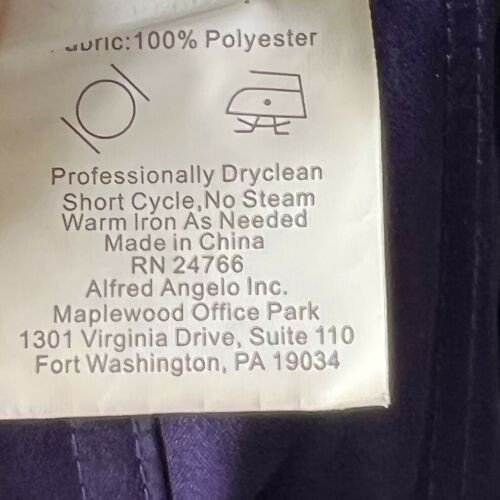 Fabric:100% Polyester
Professionally Dryclean
Short Cycle,No Steam
Warm Iron As Needed
Made in China
RN 24766
Alfred Angelo Inc.
Maplewood Office Park
1301 Virginia Drive, Suite 110
Fort Washington, PA 19034